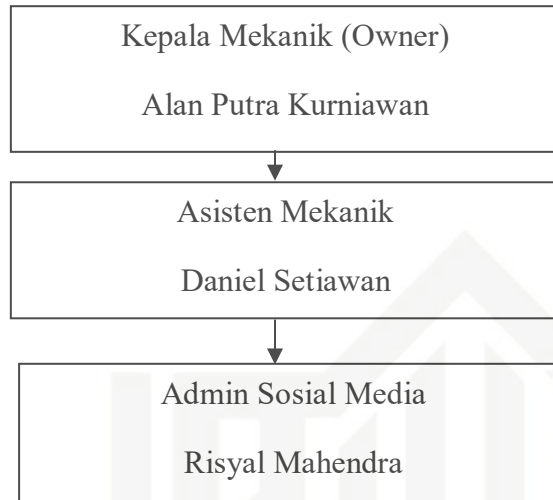 Kepala Mekanik (Owner)
Alan Putra Kurniawan
Asisten Mekanik
Daniel Setiawan
Admin Sosial Media
Risyal Mahendra